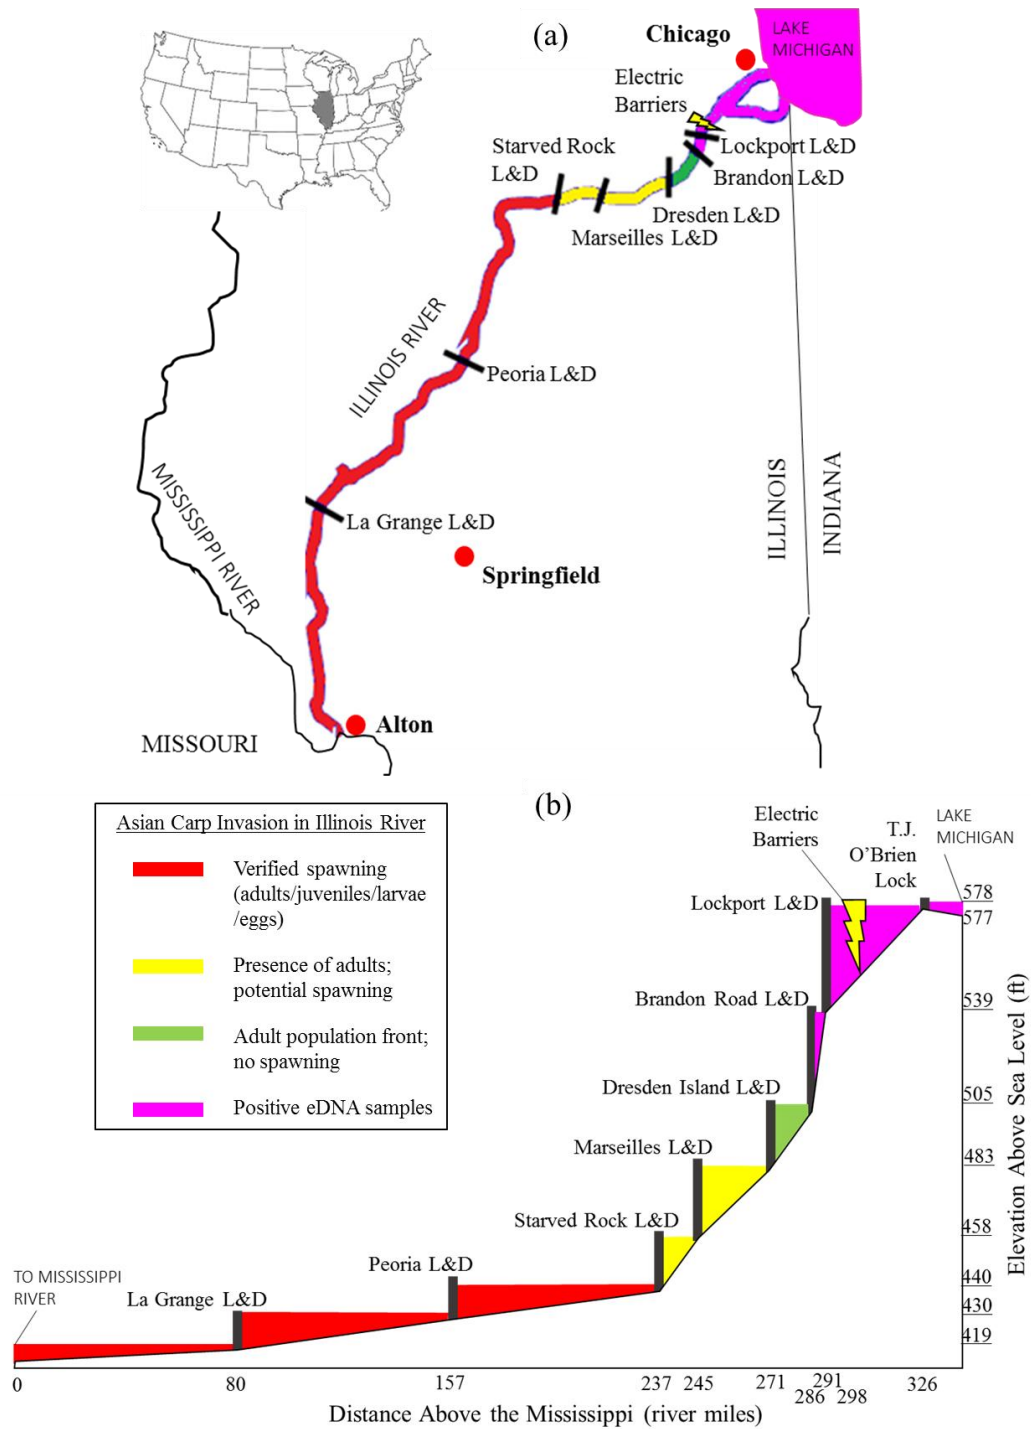 (a)
Chicago
LAKE
MICHIGAN
Electric
Barriers
Lockport L&D
Starved Rock
L&D
Brandon L&D
Dresden L&D
Marseilles L&D
ILLINOIS RIVER
Peoria L&D
MISSISSIPPI RIVER
La Grange L&D
ILLINOIS
INDIANA
Springfield
Alton
MISSOURI
(b)
Asian Carp Invasion in Illinois River
Verified spawning
(adults/juveniles/larvae
/eggs)
Presence of adults;
potential spawning
Adult population front;
no spawning
Positive eDNA samples
Electric
Barriers
T.J.
O’Brien
Lock
LAKE
MICHIGAN
Lockport L&D
Brandon Road L&D
Dresden Island L&D
Marseilles L&D
Starved Rock L&D
Peoria L&D
La Grange L&D
TO MISSISSIPPI
RIVER
578
577
539
505
483
458
440
430
419
Elevation Above Sea Level (ft)
0 80 157 237 245 271 286 291 298 326
Distance Above the Mississippi (river miles)